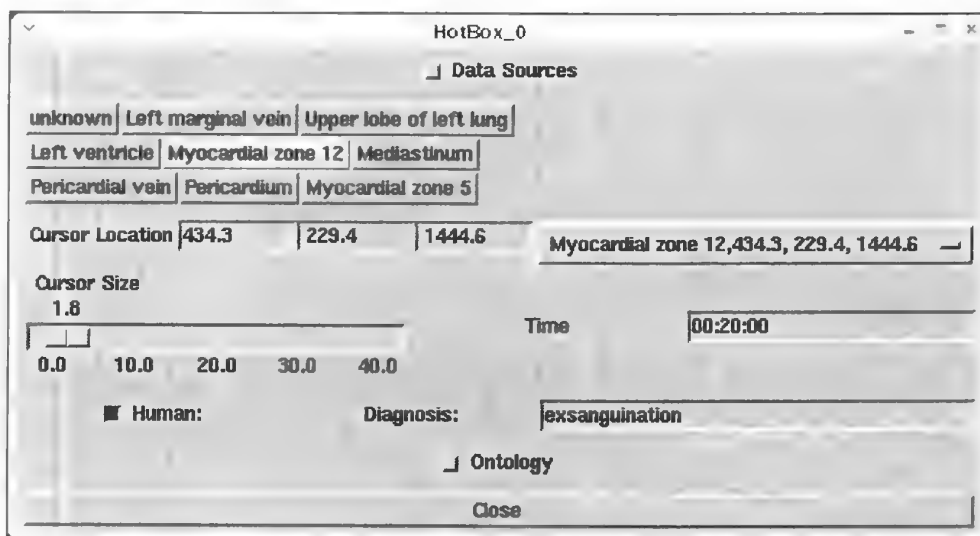 HotBox_0
Data Sources
unknown Left marginal vein Upper lobe of left lung
Left ventricle Myocardial zone 12 Mediastinum
Pericardial vein Pericardium Myocardial zone 5
Cursor Location 434.3 229.4 1444.6 Myocardial zone 12,434.3, 229.4, 1444.6
Cursor Size
1.8
Time 00:20:00
0.0 10.0 20.0 30.0 40.0
Human: Diagnosis: exsanguination
Ontology
Close